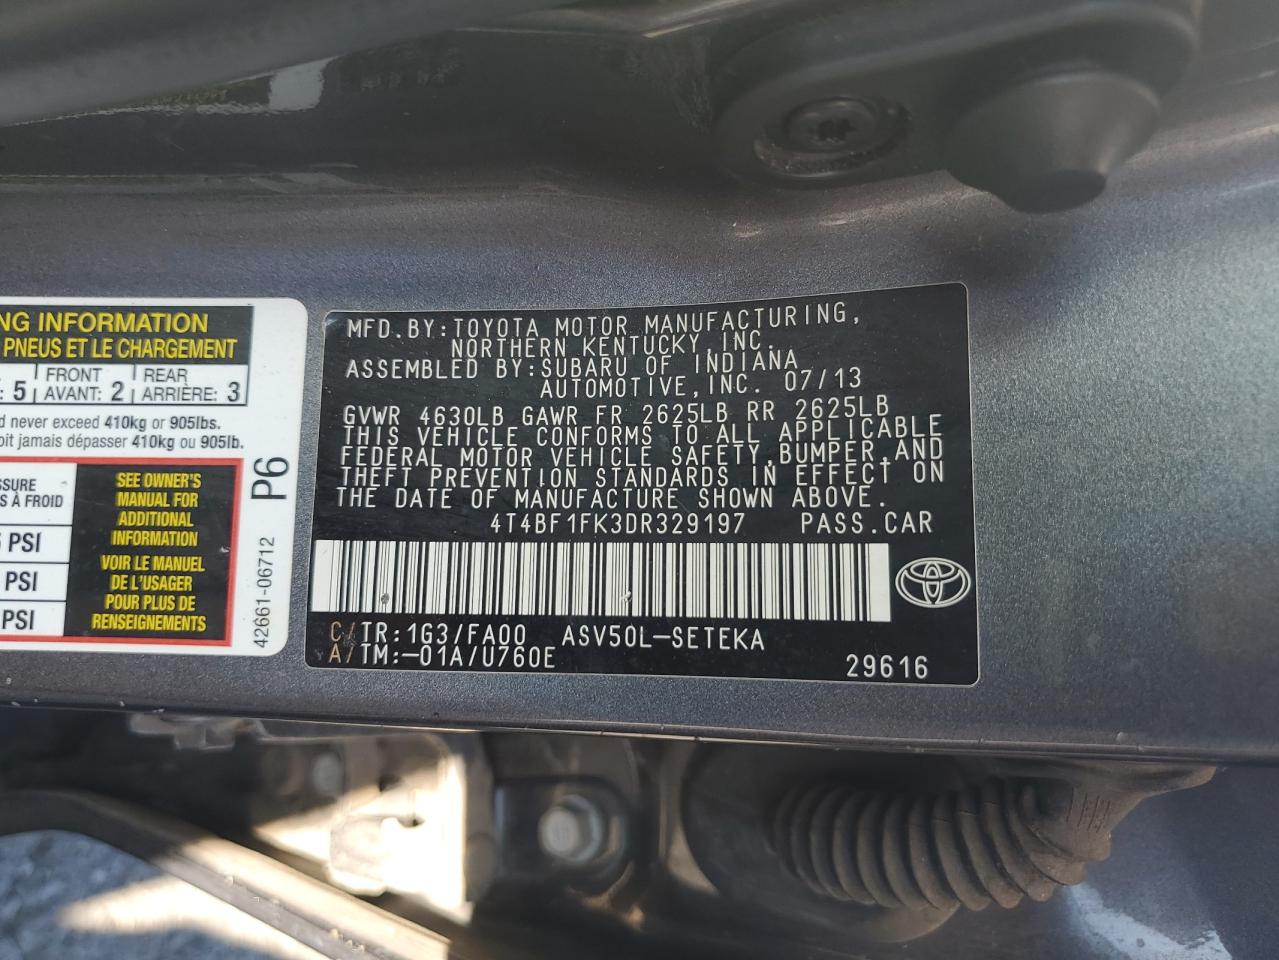 NG INFORMATION
PNEUS ET LE CHARGEMENT
: 5 FRONT AVANT: 2 REAR ARRIÈRE: 3
d never exceed 410kg or 905lbs.
oit jamais dépasser 410kg ou 905lb.
SSURE
S À FROID
PSI
PSI
PSI
SEE OWNER'S
MANUAL FOR
ADDITIONAL
INFORMATION
VOIR LE MANUEL
DE L'USAGER
POUR PLUS DE
RENSEIGNEMENTS
P6
42661-06712
MFD.BY:TOYOTA MOTOR MANUFACTURING,
NORTHERN KENTUCKY,INC.
ASSEMBLED BY:SUBARU OF INDIANA
AUTOMOTIVE,INC. 07/13
GVWR 4630LB GAWR FR 2625LB RR 2625LB
THIS VEHICLE CONFORMS TO ALL APPLICABLE
FEDERAL MOTOR VEHICLE SAFETY,BUMPER,AND
THEFT PREVENTION STANDARDS IN EFFECT ON
THE DATE OF MANUFACTURE SHOWN ABOVE.
4T4BF1FK3DR329197 PASS.CAR
C/TR:1G3/FA00 ASV50L-SETEKA
A/TM:-01A/U760E
29616